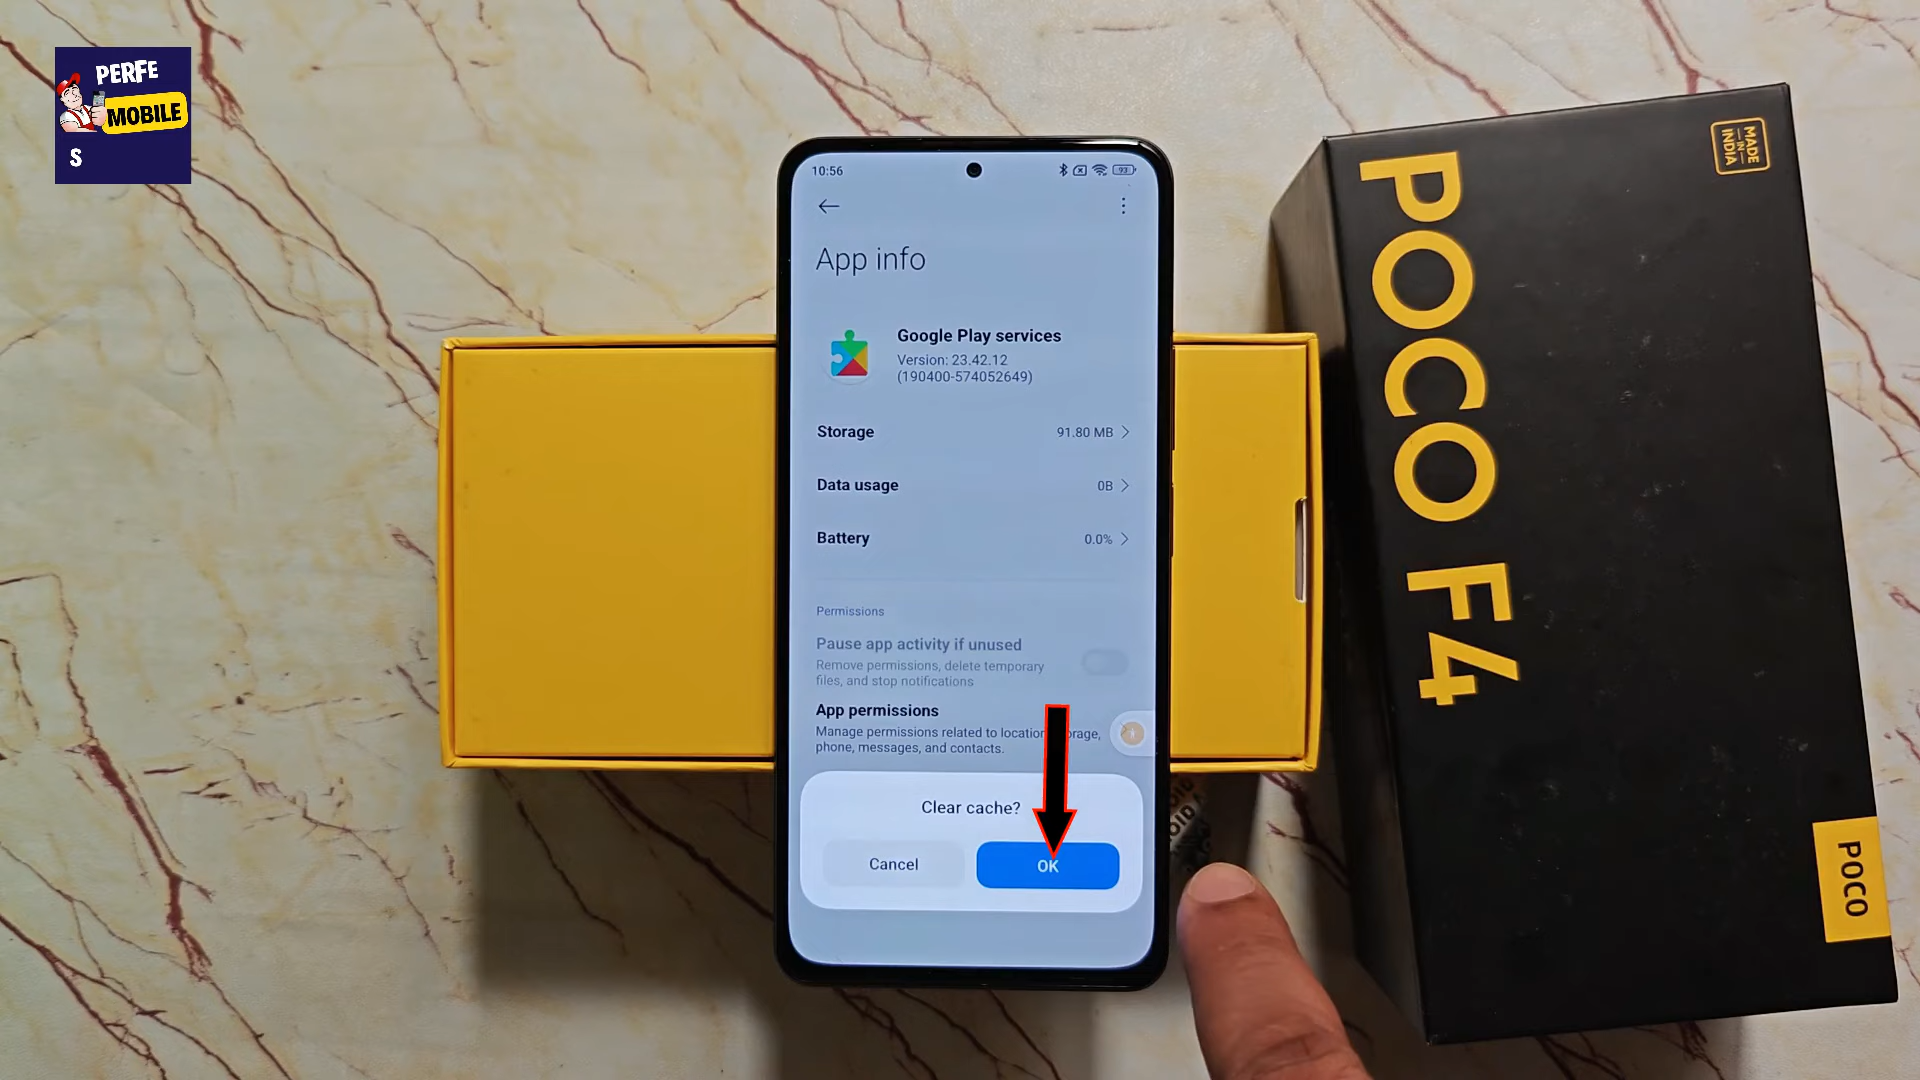 PERFE
MOBILE
S
10:56
93
App info
Google Play services
Version: 23.42.12
(190400-574052649)
Storage
91.80 MB
Data usage
0B
Battery
0.0%
Permissions
Pause app activity if unused
Remove permissions, delete temporary
files, and stop notifications
App permissions
Manage permissions related to location, orage,
phone, messages, and contacts.
Clear cache?
Cancel
OK
MADE
IN
INDIA
POCO F4
POCO